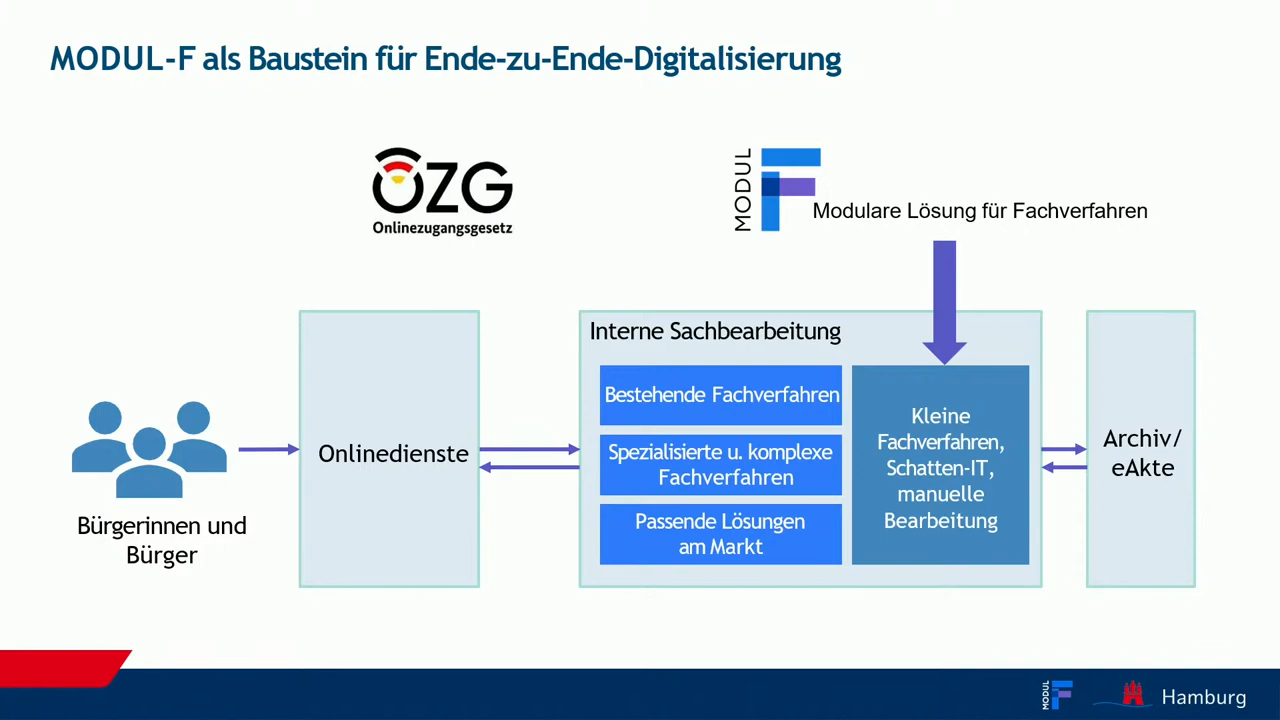 MODUL-F als Baustein für Ende-zu-Ende-Digitalisierung
OZG
Onlinezugangsgesetz
MODUL
F
Modulare Lösung für Fachverfahren
Bürgerinnen und
Bürger
Onlinedienste
Interne Sachbearbeitung
Bestehende Fachverfahren
Spezialisierte u. komplexe
Fachverfahren
Passende Lösungen
am Markt
Kleine
Fachverfahren,
Schatten-IT,
manuelle
Bearbeitung
Archiv/
eAkte
MODUL
F
Hamburg